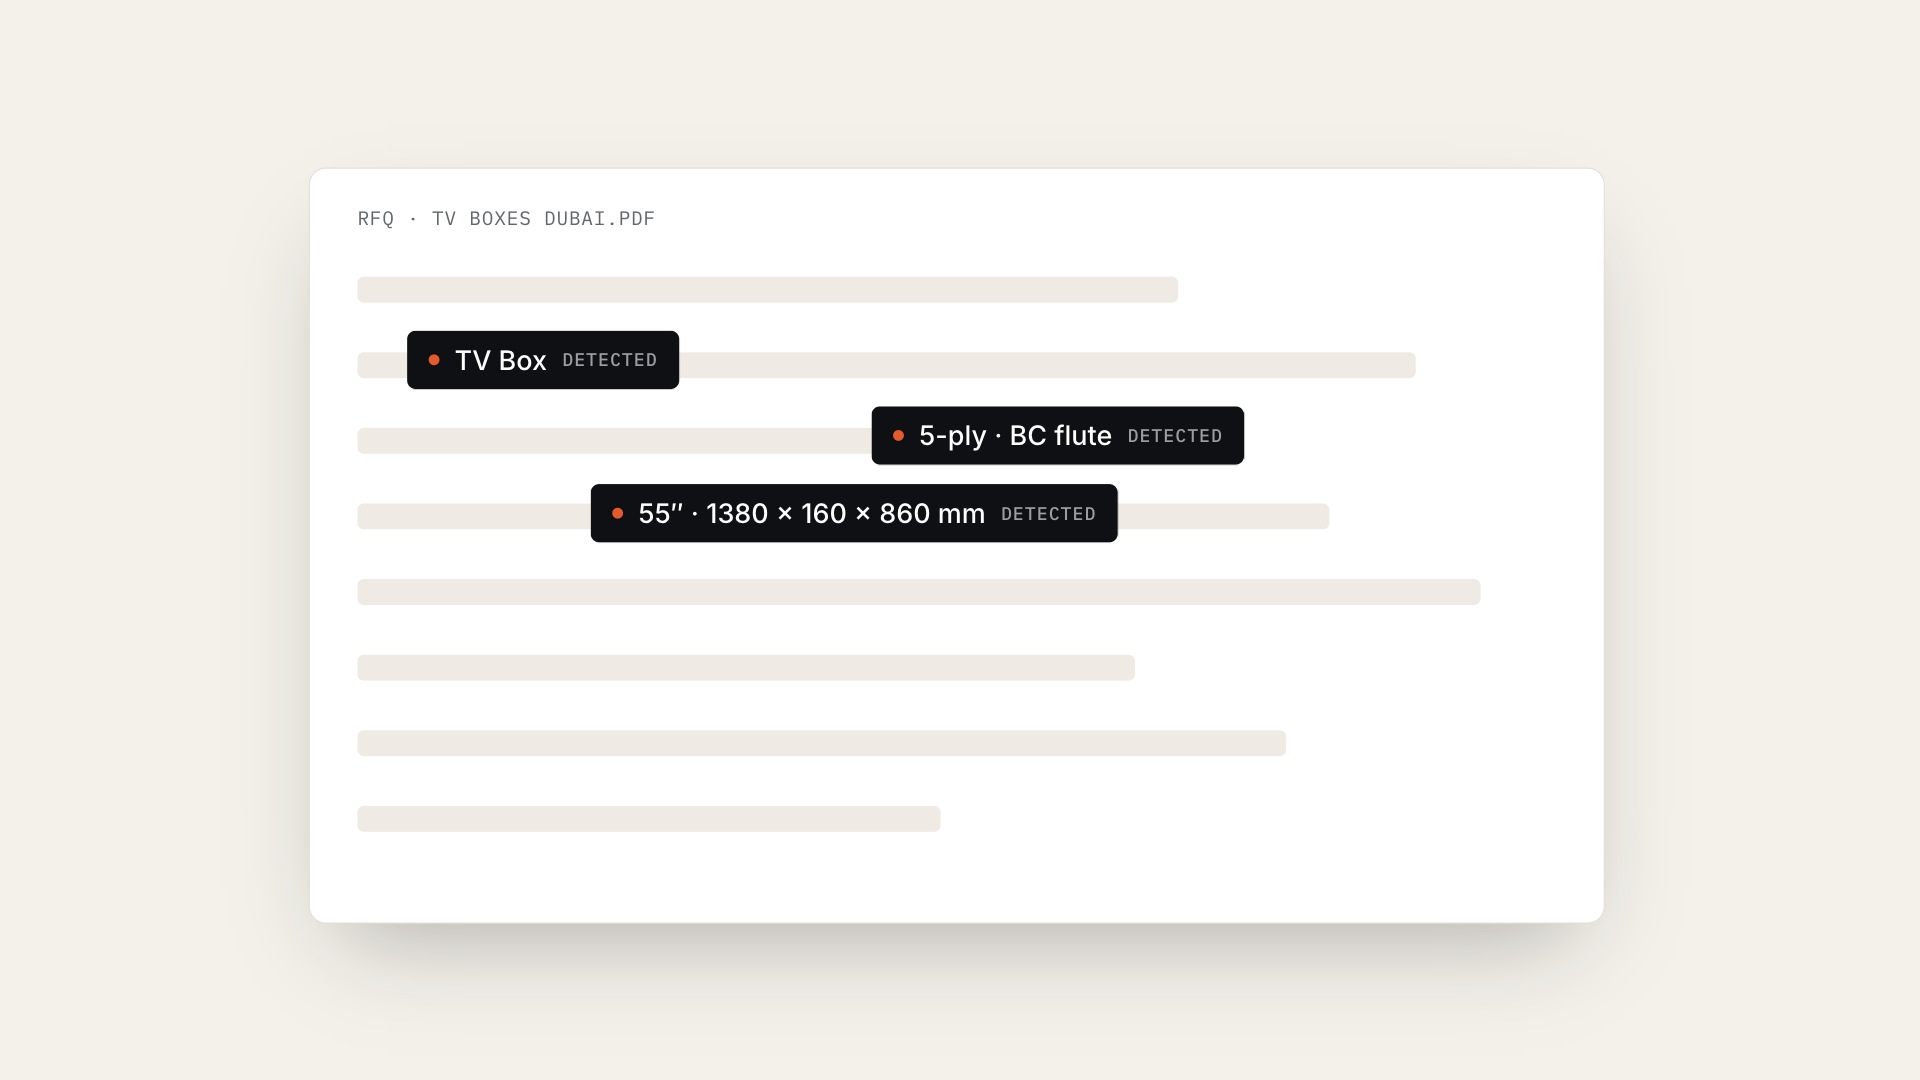 RFQ · TV BOXES DUBAI.PDF
TV Box DETECTED
5-ply · BC flute DETECTED
55″ · 1380 × 160 × 860 mm DETECTED